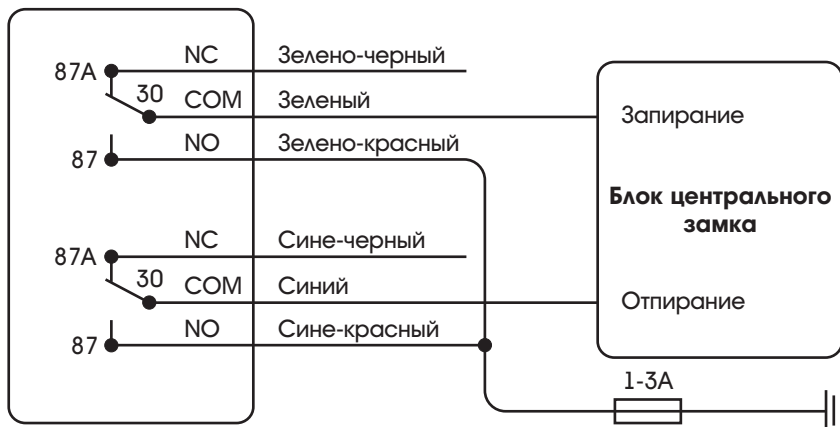 NC Зелено-черный
87A
30 COM Зеленый
Запирание
NO Зелено-красный
87
Блок центрального
замка
NC Сине-черный
87A
30 COM Синий
Отпирание
NO Сине-красный
87
1-3A